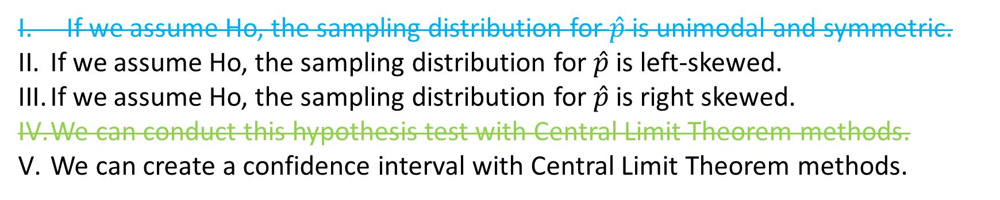 I. If we assume Ho, the sampling distribution for p̂ is unimodal and symmetric.
II. If we assume Ho, the sampling distribution for p̂ is left-skewed.
III. If we assume Ho, the sampling distribution for p̂ is right skewed.
IV. We can conduct this hypothesis test with Central Limit Theorem methods.
V. We can create a confidence interval with Central Limit Theorem methods.